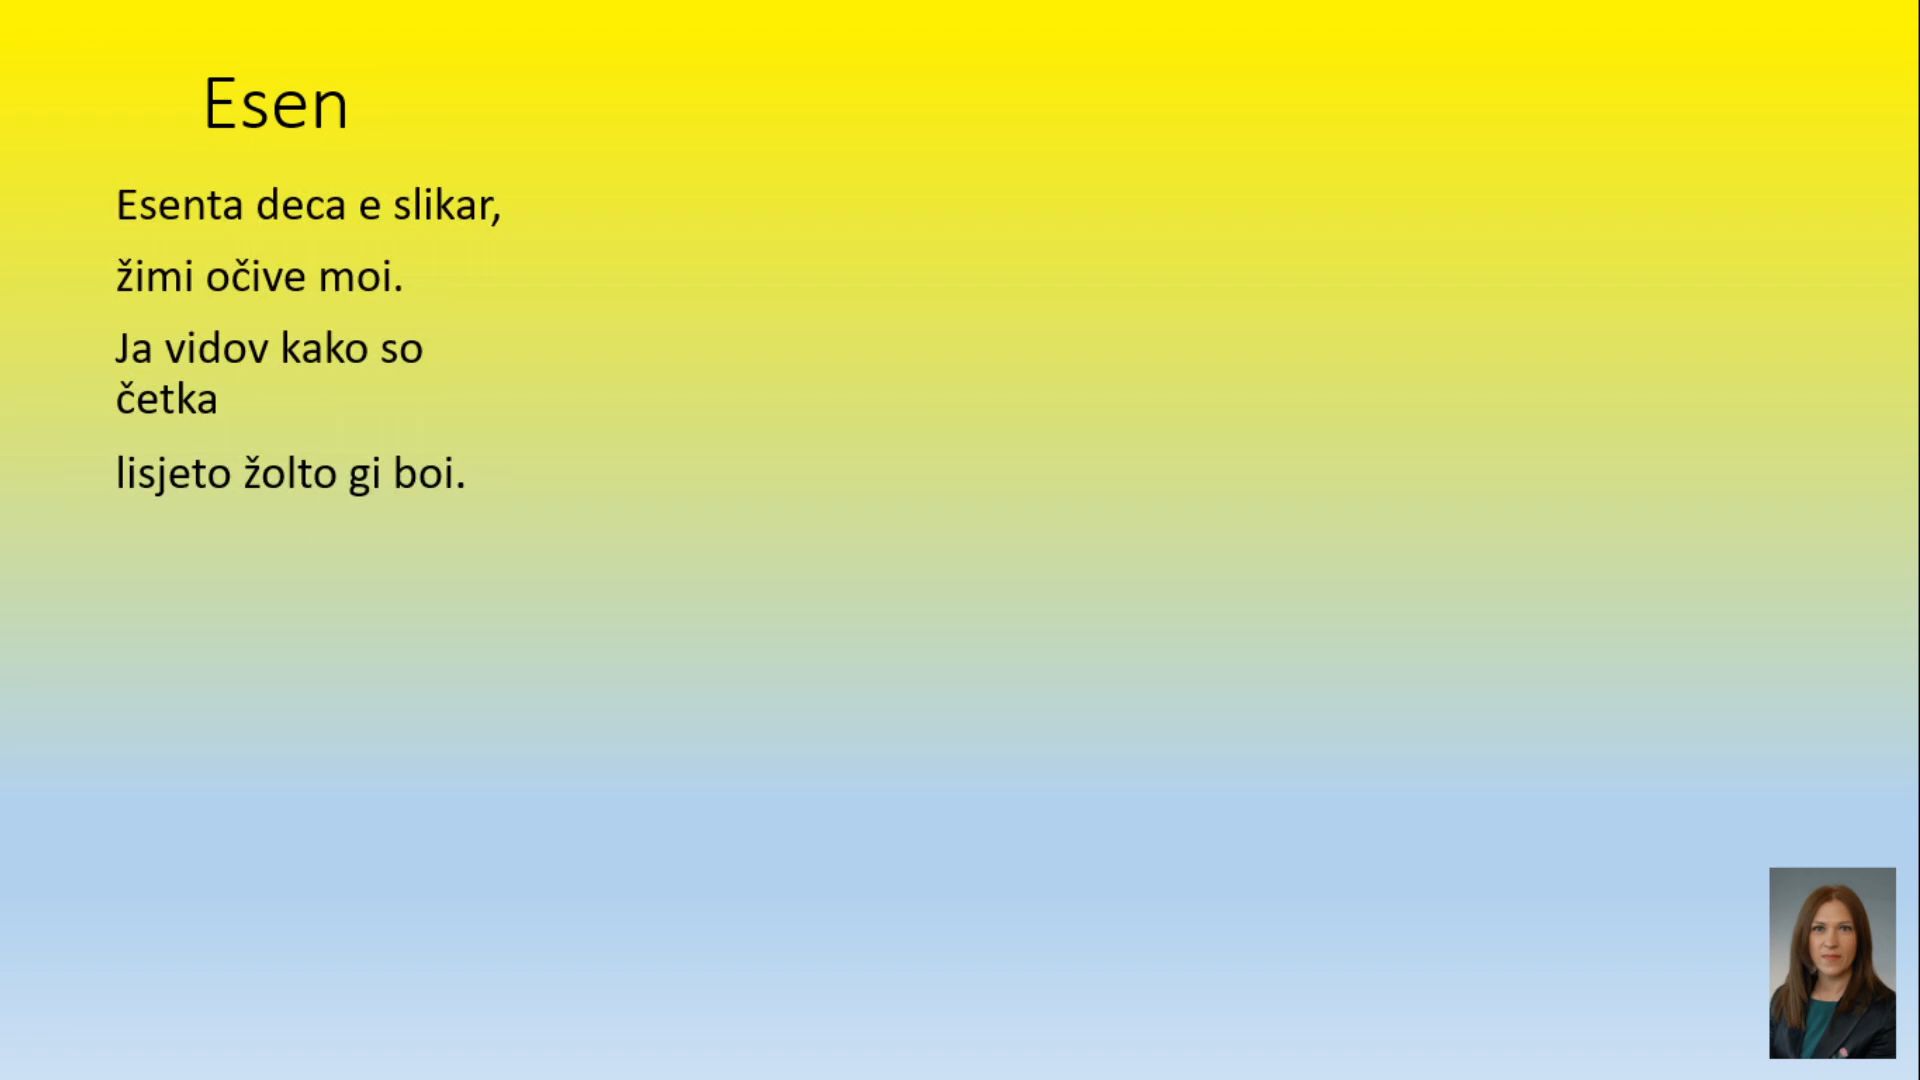 Esen
Esenta deca e slikar,
žimi očive moi.
Ja vidov kako so
četka
lisjeto žolto gi boi.